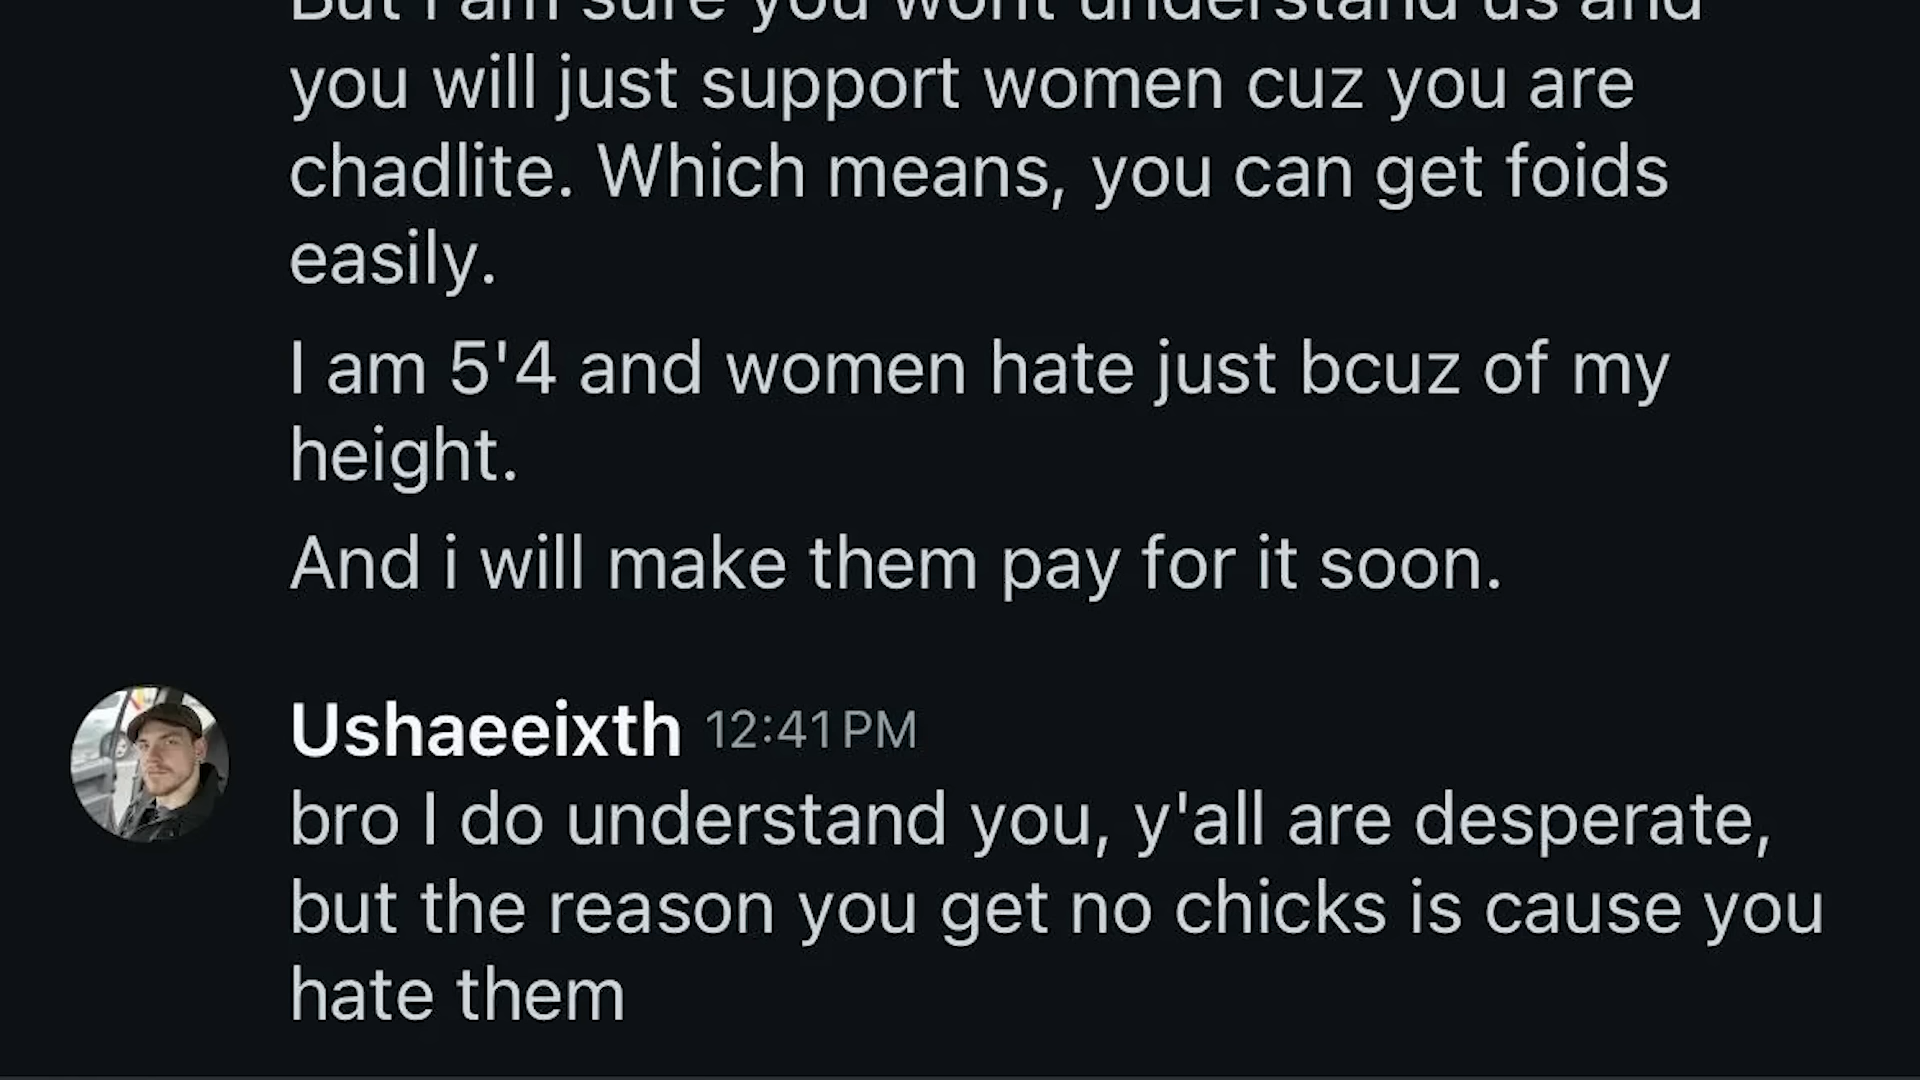 But i am sure you wont understand us and
you will just support women cuz you are
chadlite. Which means, you can get foids
easily.
I am 5'4 and women hate just bcuz of my
height.
And i will make them pay for it soon.
Ushaeeixth 12:41 PM
bro I do understand you, y'all are desperate,
but the reason you get no chicks is cause you
hate them